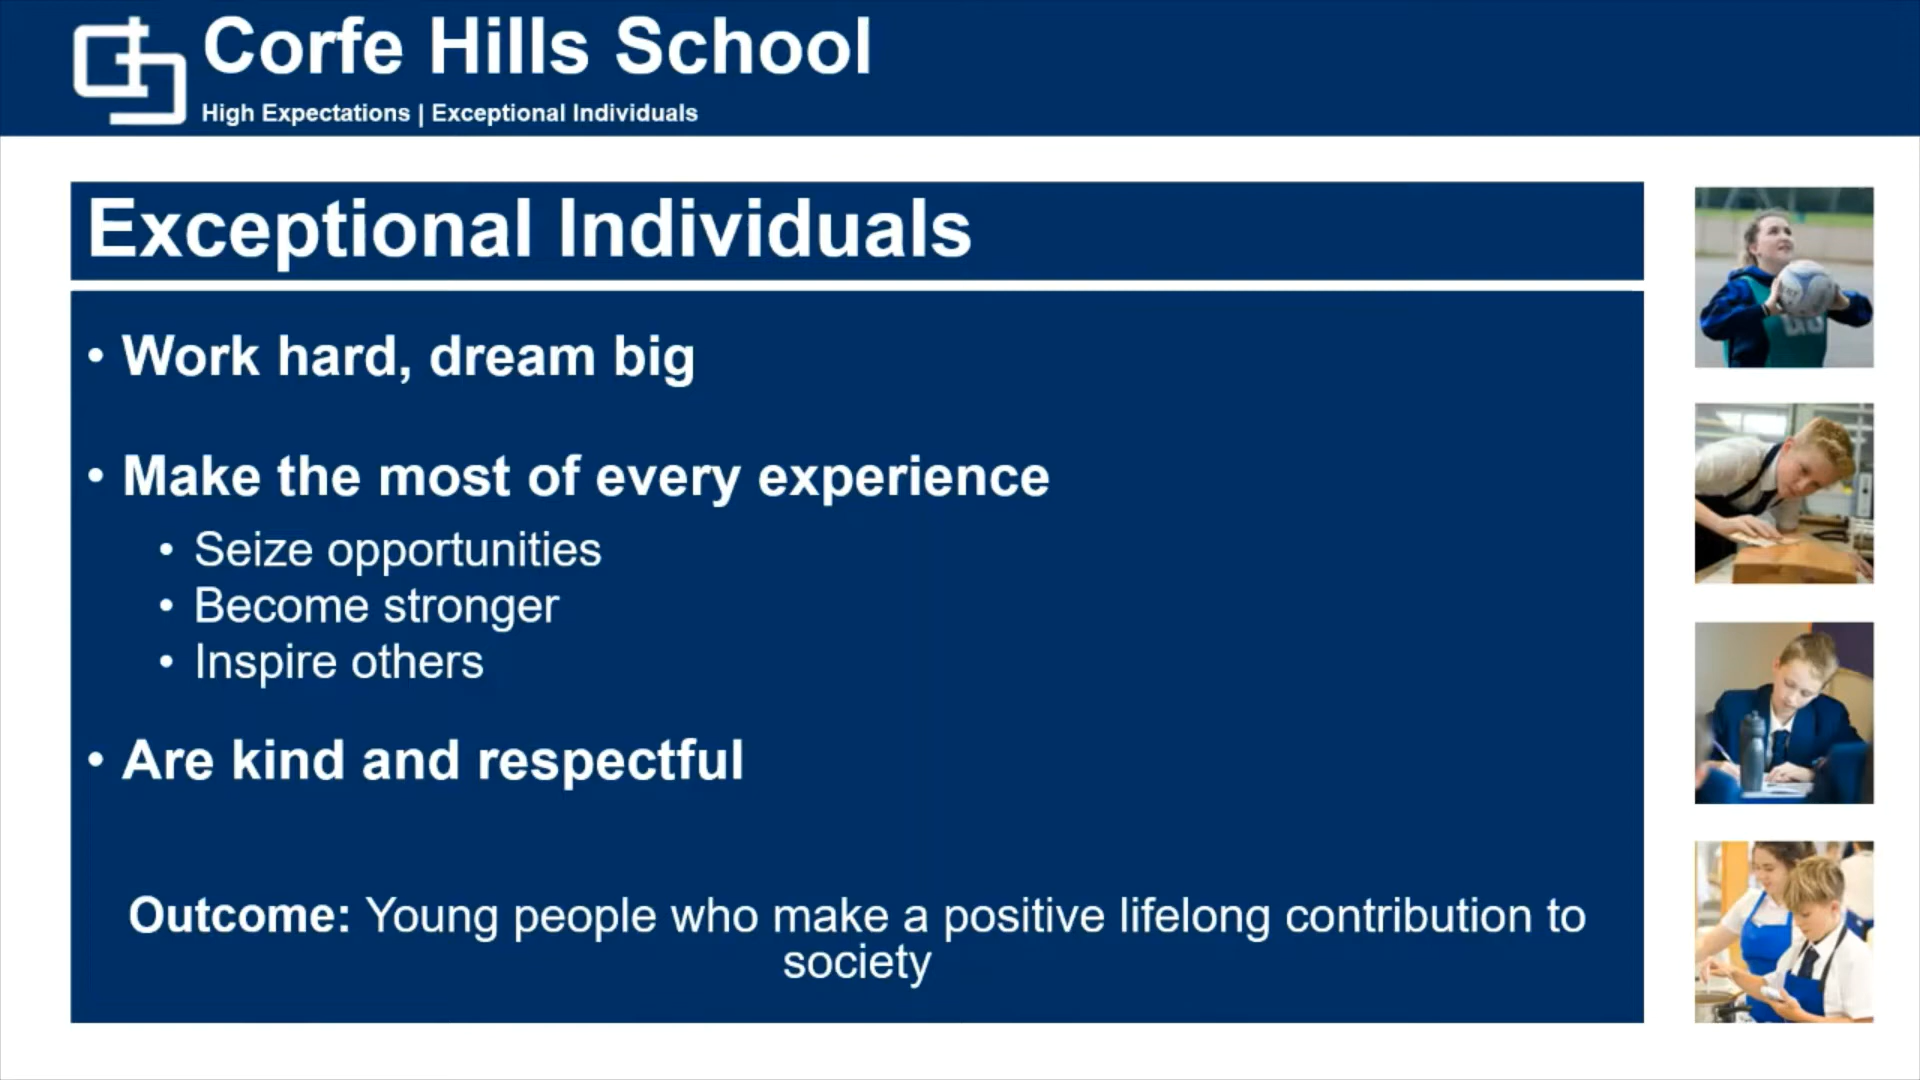 Corfe Hills School
High Expectations | Exceptional Individuals
Exceptional Individuals
• Work hard, dream big
• Make the most of every experience
• Seize opportunities
• Become stronger
• Inspire others
• Are kind and respectful
Outcome: Young people who make a positive lifelong contribution to
society